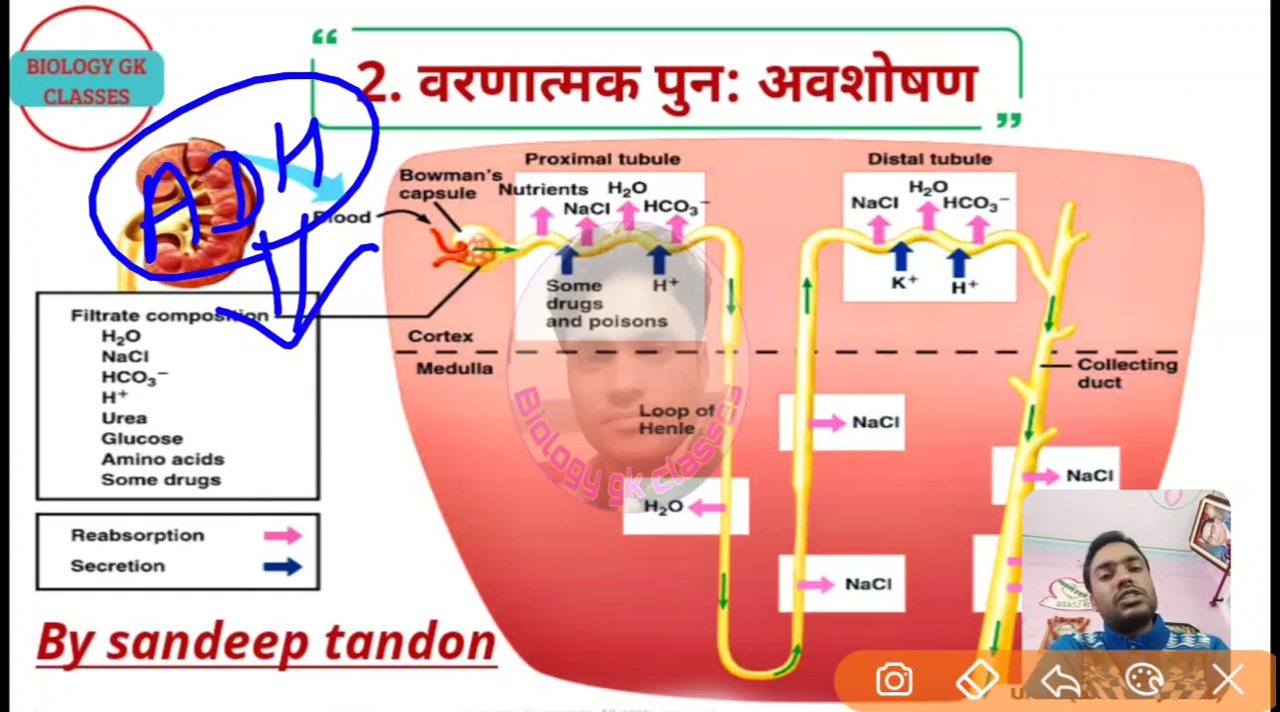 BIOLOGY GK
CLASSES
“
2. वरणात्मक पुन: अवशोषण
”
ADH
Proximal tubule
Distal tubule
Bowman's
capsule
Nutrients
H₂O
NaCl
HCO₃⁻
H₂O
NaCl
HCO₃⁻
Blood
Some
drugs
and poisons
H⁺
K⁺
H⁺
Filtrate composition
H₂O
NaCl
HCO₃⁻
H⁺
Urea
Glucose
Amino acids
Some drugs
Cortex
Medulla
Collecting
duct
Loop of
Henle
NaCl
NaCl
H₂O
NaCl
Biology gk classes
Reabsorption
Secretion
By sandeep tandon